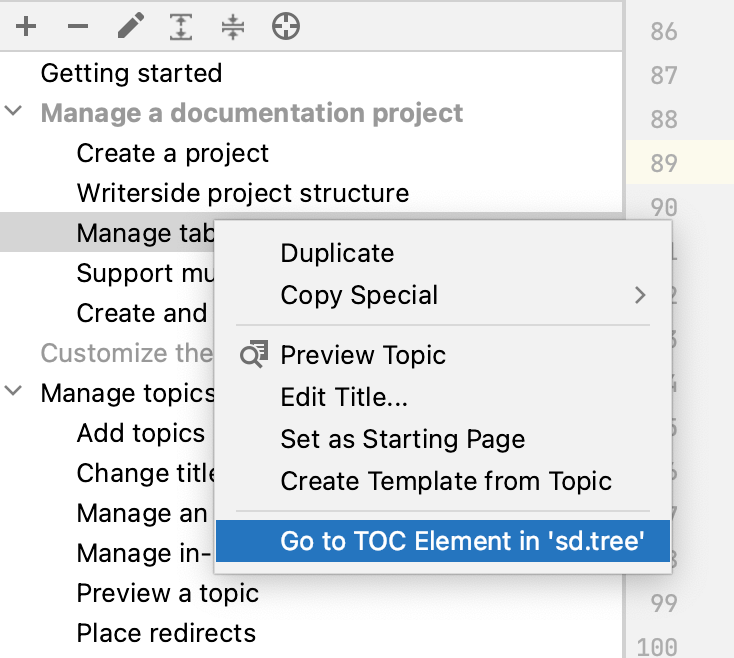 Getting started
Manage a documentation project
Create a project
Writerside project structure
Manage
Support
Create and
Customize the
Manage topics
Add topics
Change
Manage an
Manage in-
Preview a topic
Place redirects
Duplicate
Copy Special
Preview Topic
Edit Title...
Set as Starting Page
Create Template from Topic
Go to TOC Element in 'sd.tree'
86
87
88
89
90
99
100